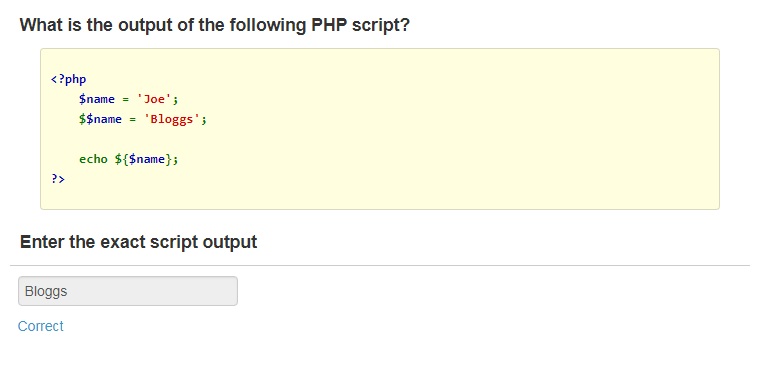 What is the output of the following PHP script?
<?php
$name = 'Joe';
$$name = 'Bloggs';
echo ${$name};
?>
Enter the exact script output
Bloggs
Correct